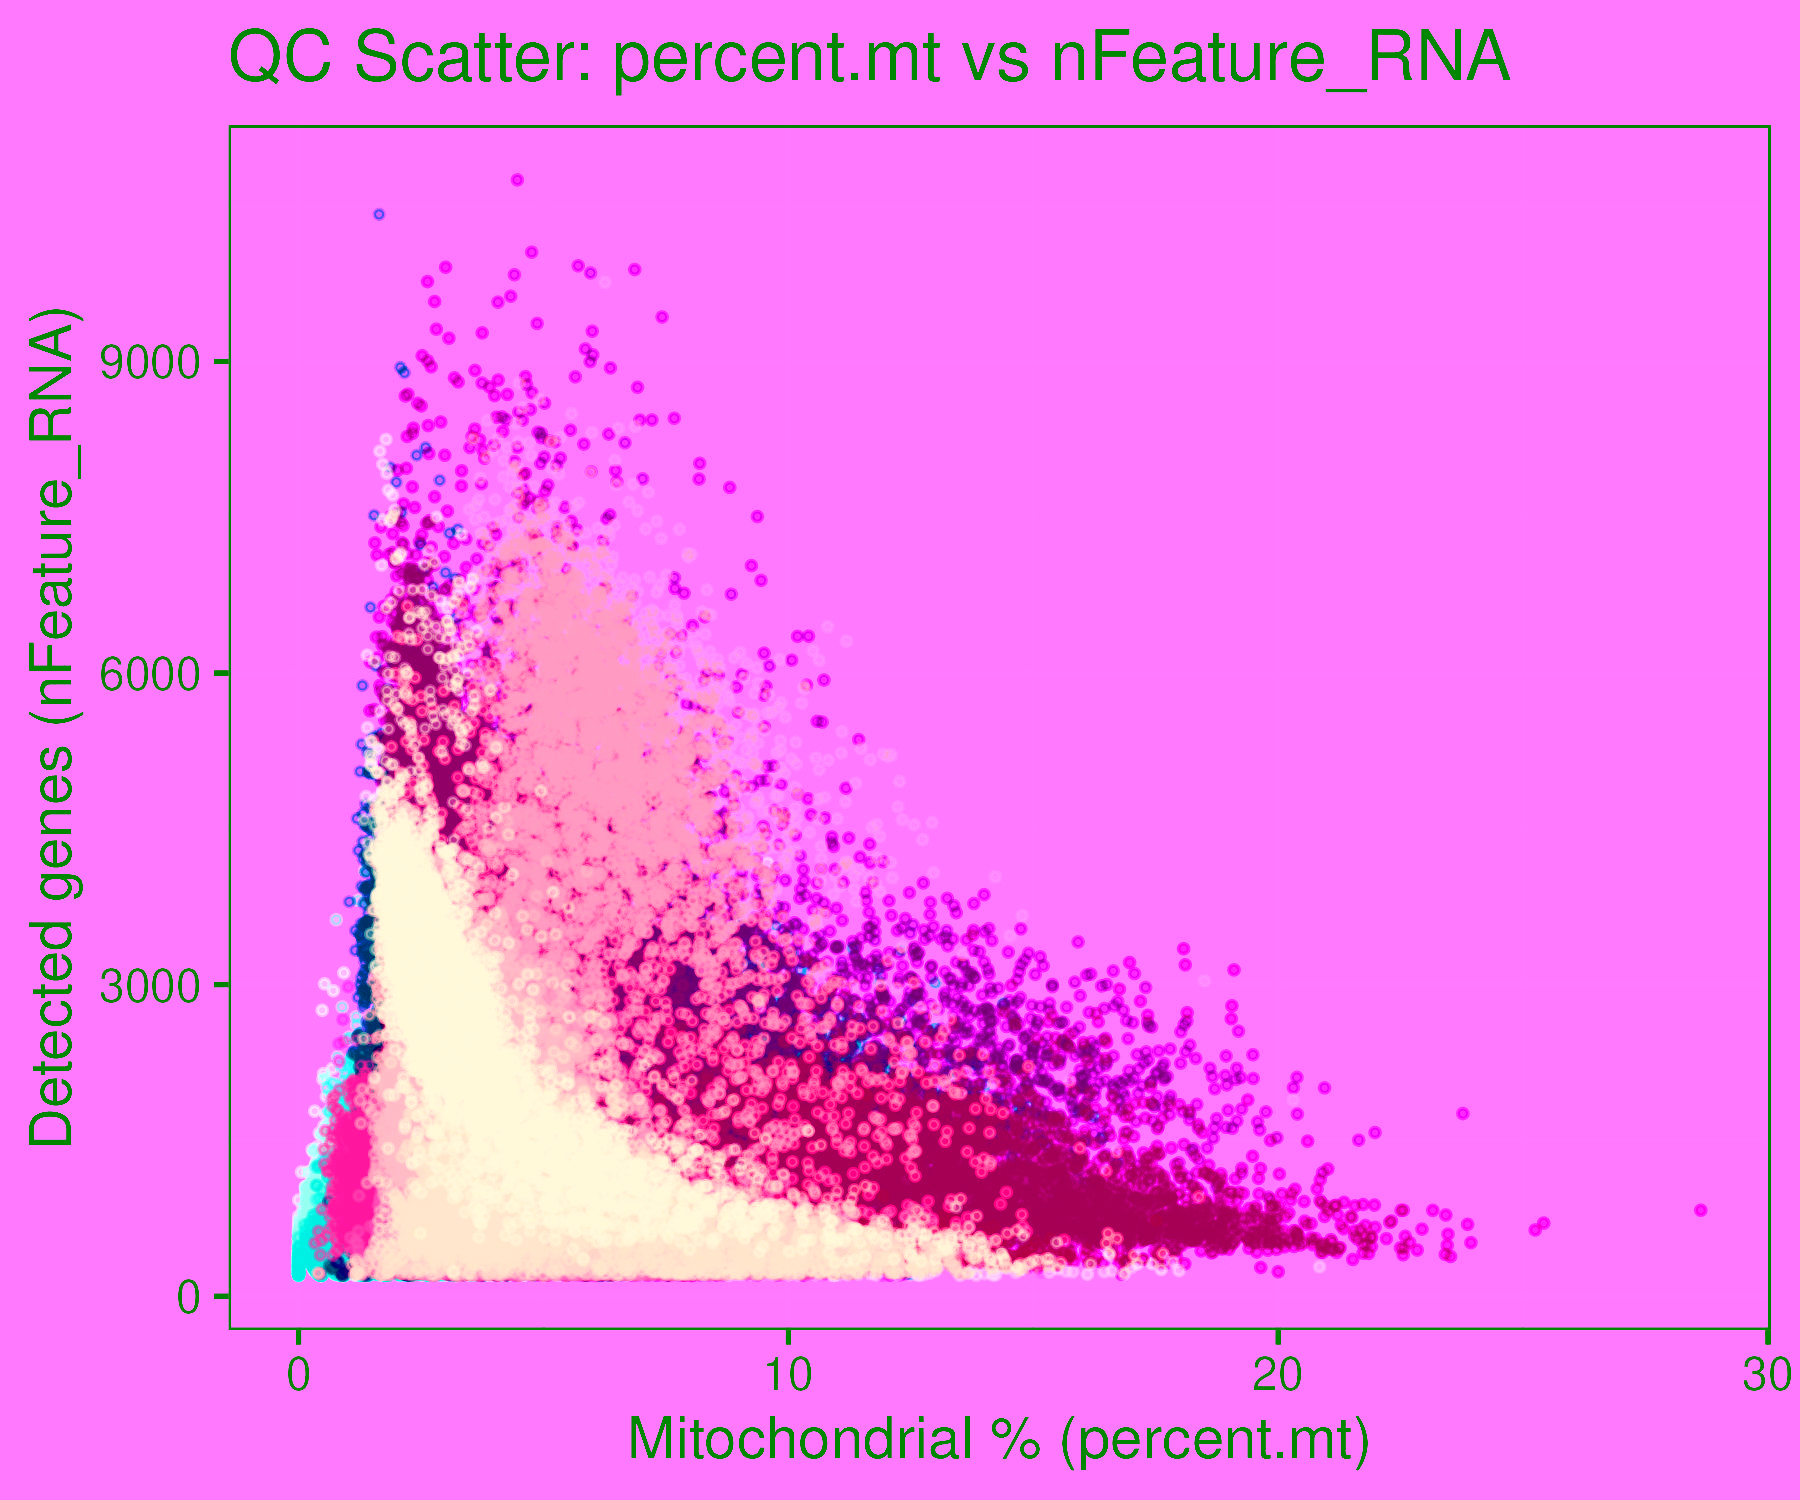 QC Scatter: percent.mt vs nFeature_RNA
Detected genes (nFeature_RNA)
9000
6000
3000
0
0 10 20 30
Mitochondrial % (percent.mt)